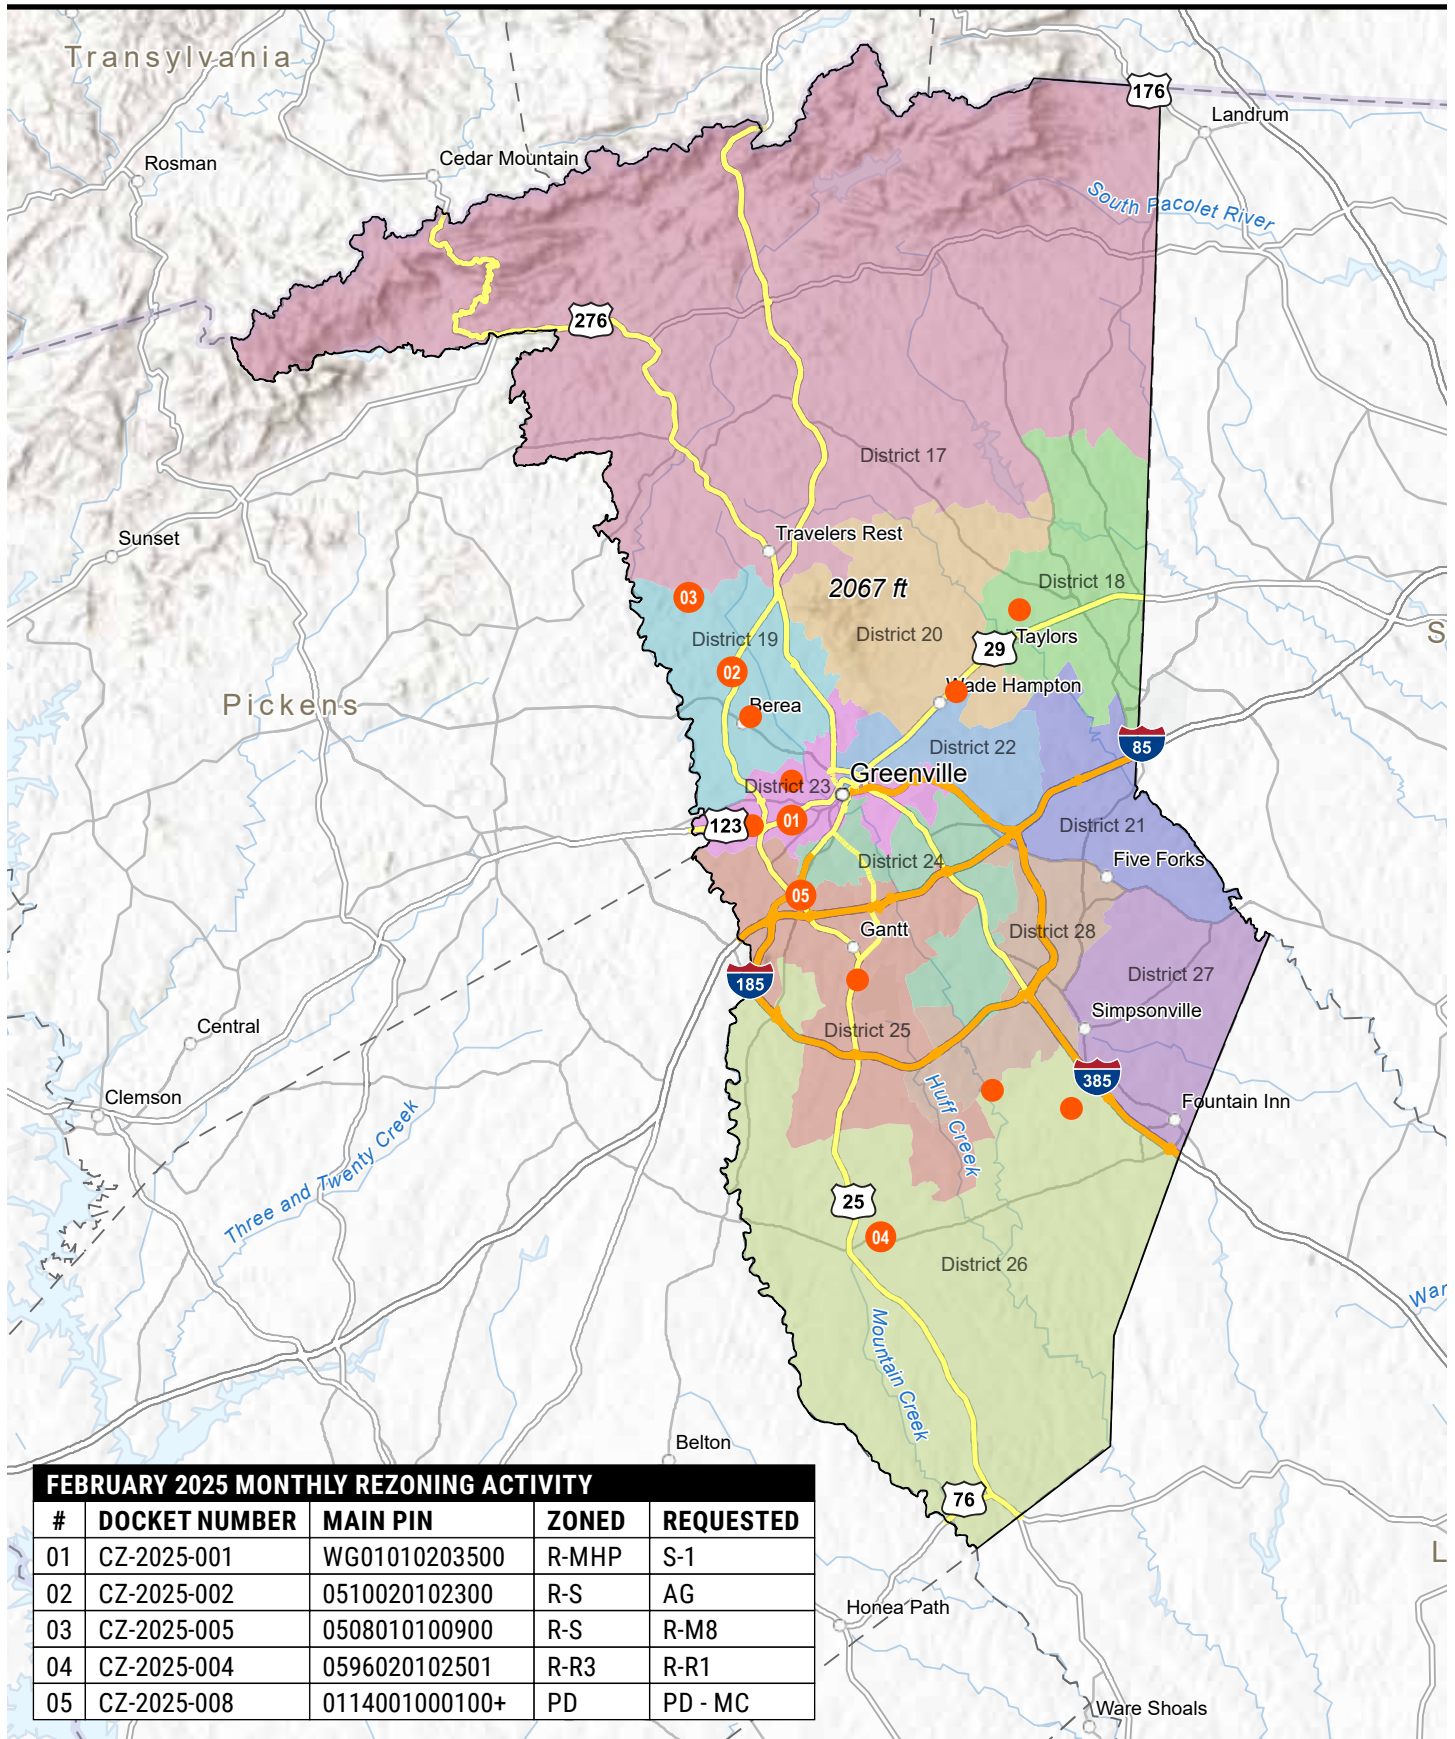 Transylvania
176
Landrum
Rosman
Cedar Mountain
South Pacolet River
276
District 17
Sunset
Travelers Rest
District 18
2067 ft
03
District 19
District 20
Taylors
29
02
Wade Hampton
Pickens
Berea
District 22
85
Greenville
District 23
123
01
District 21
District 24
Five Forks
05
Gantt
District 28
District 27
185
Simpsonville
Central
District 25
385
Huff Creek
Clemson
Fountain Inn
Three and Twenty Creek
25
04
District 26
War
Mountain Creek
Belton
76
S
L
Honea Path
Ware Shoals
FEBRUARY 2025 MONTHLY REZONING ACTIVITY
# DOCKET NUMBER MAIN PIN ZONED REQUESTED
01 CZ-2025-001 WG01010203500 R-MHP S-1
02 CZ-2025-002 0510020102300 R-S AG
03 CZ-2025-005 0508010100900 R-S R-M8
04 CZ-2025-004 0596020102501 R-R3 R-R1
05 CZ-2025-008 0114001000100+ PD PD - MC